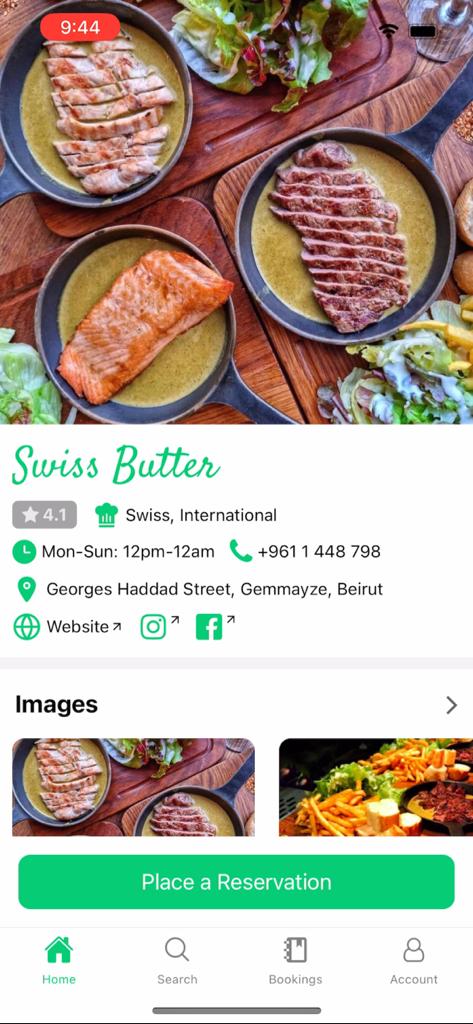 9:44
Swiss Butter
4.1 Swiss, International
Mon-Sun: 12pm-12am +961 1 448 798
Georges Haddad Street, Gemmayze, Beirut
Website
Images
Place a Reservation
Home Search Bookings Account